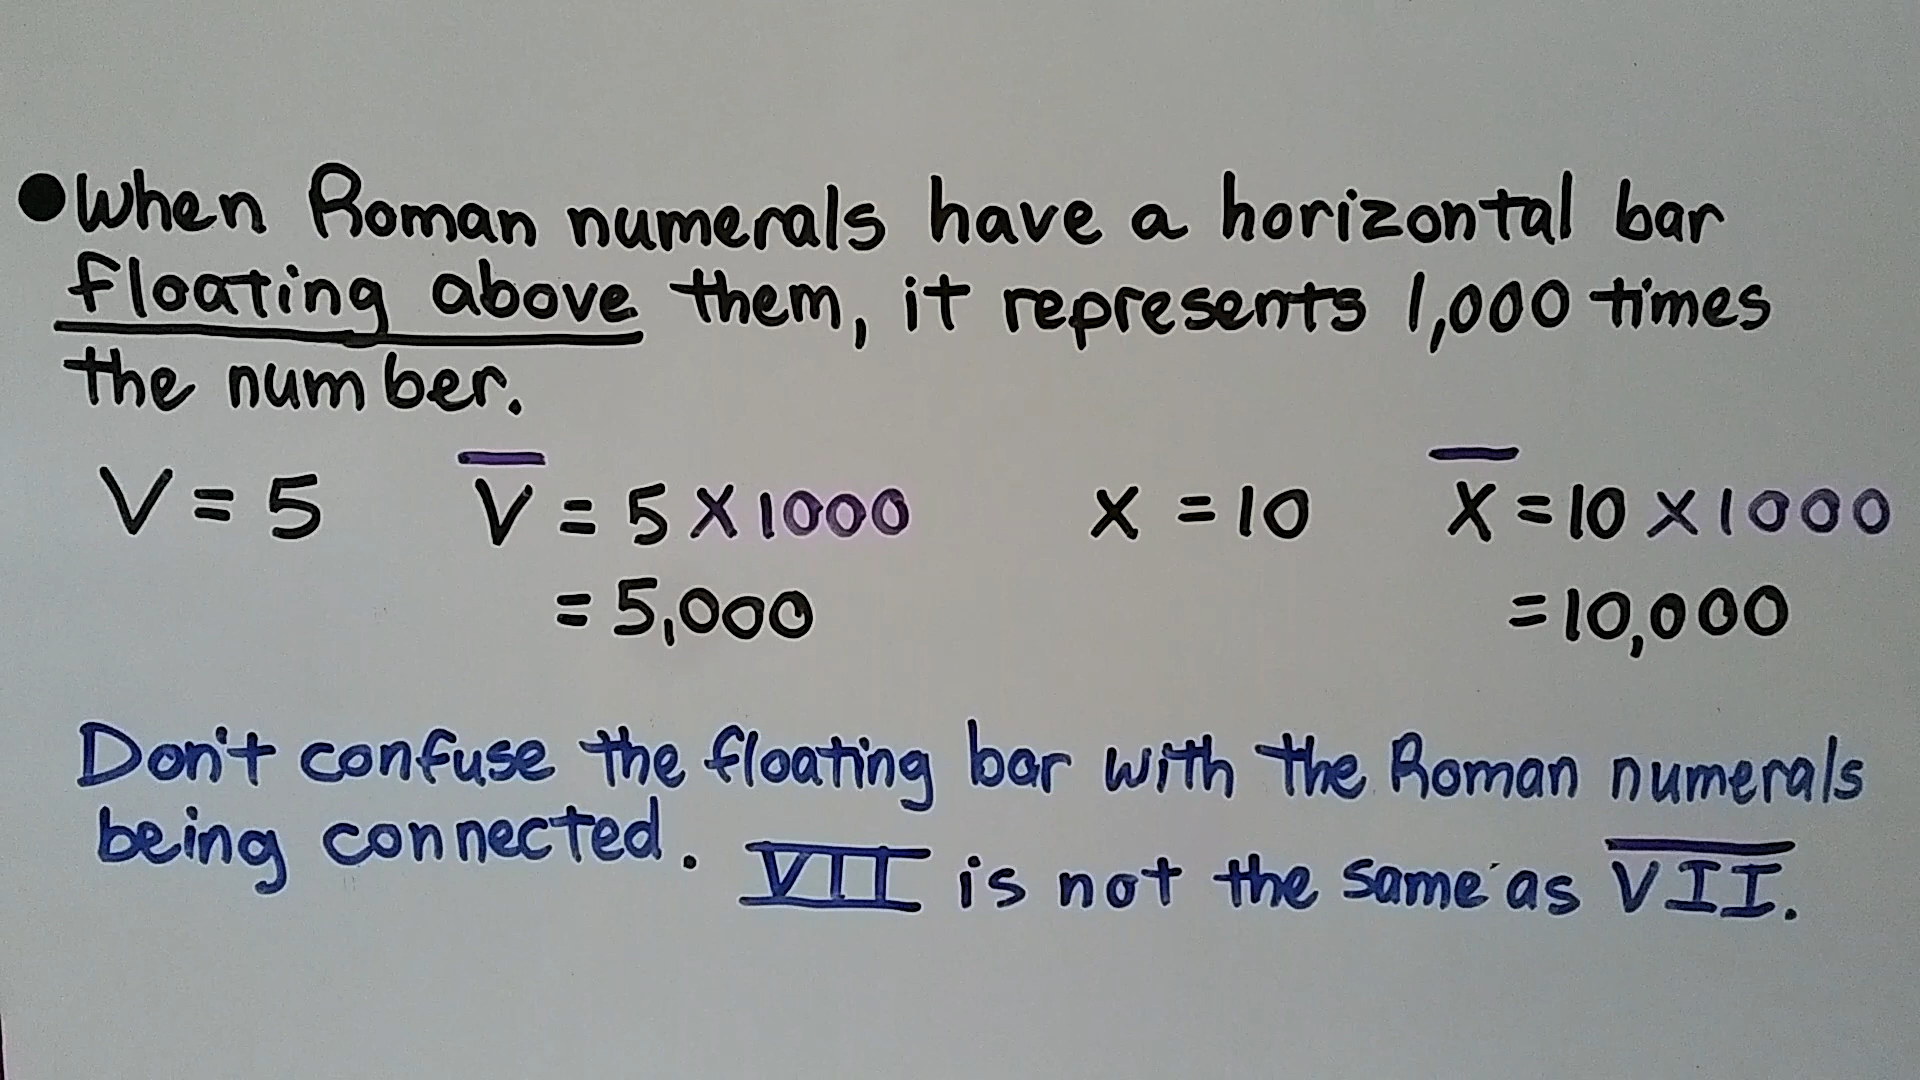 ●When Roman numerals have a horizontal bar
floating above them, it represents 1,000 times
the number.
V = 5 V̅ = 5 X 1000 X = 10 X̅ = 10 X 1000
= 5,000 = 10,000
Don't confuse the floating bar with the Roman numerals
being connected. VII is not the same as V̅I̅I̅.